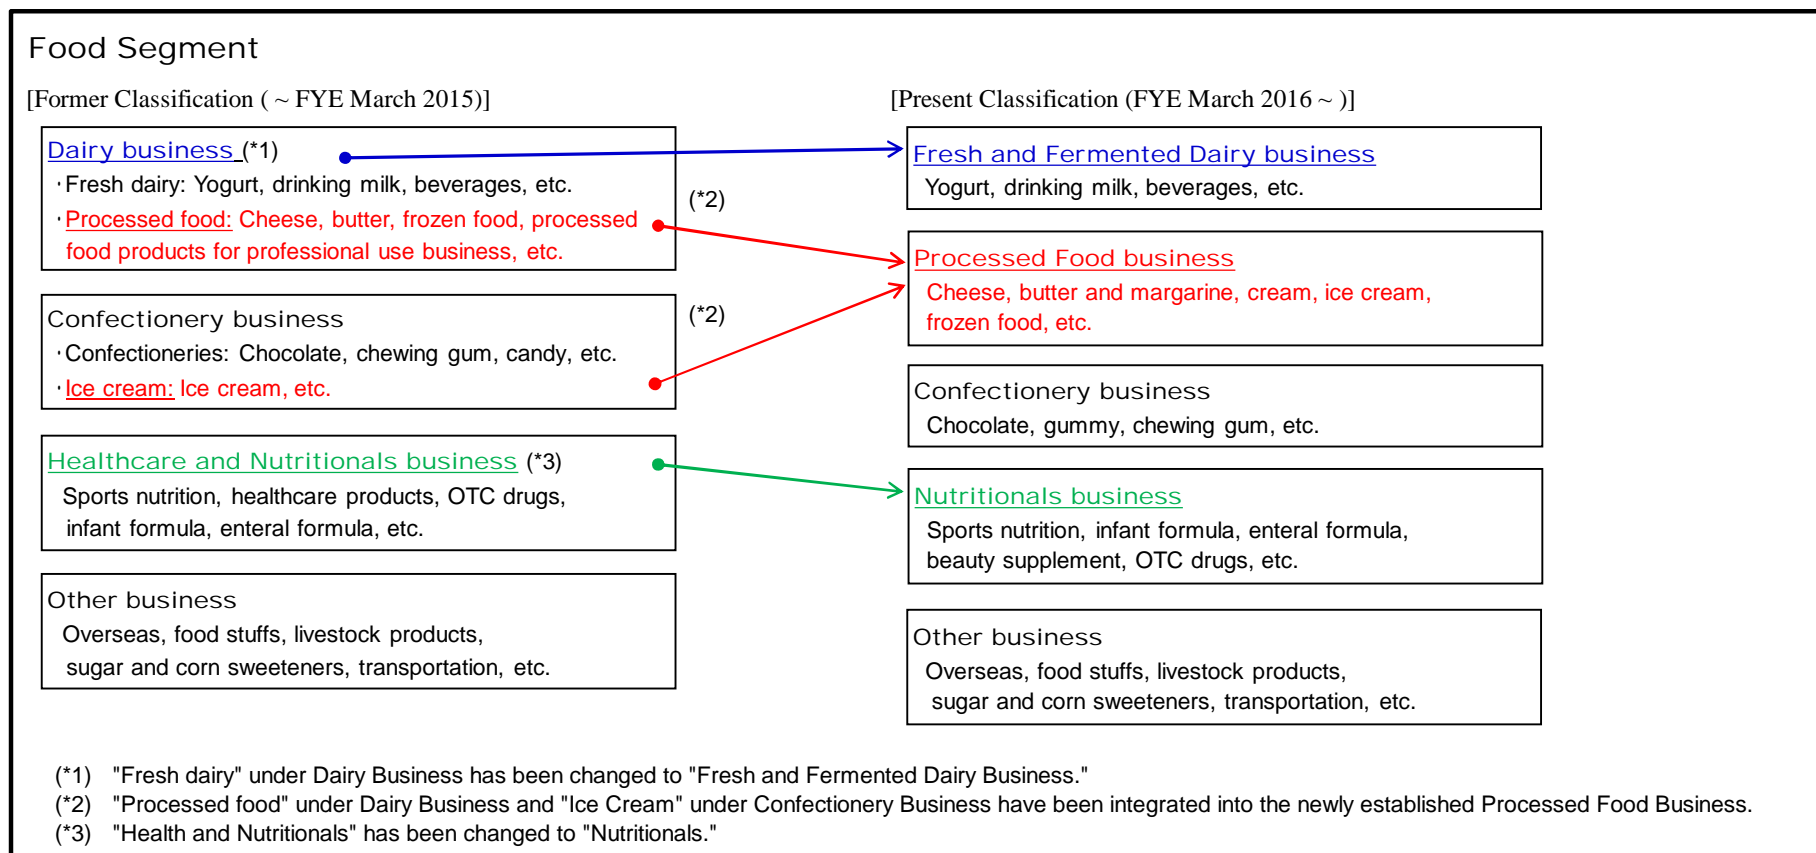 Food Segment
[Former Classification ( ~ FYE March 2015)]
Dairy business (*1)
·Fresh dairy: Yogurt, drinking milk, beverages, etc.
·Processed food: Cheese, butter, frozen food, processed
food products for professional use business, etc.
(*2)
Confectionery business
·Confectioneries: Chocolate, chewing gum, candy, etc.
·Ice cream: Ice cream, etc.
(*2)
Healthcare and Nutritionals business (*3)
Sports nutrition, healthcare products, OTC drugs,
infant formula, enteral formula, etc.
Other business
Overseas, food stuffs, livestock products,
sugar and corn sweeteners, transportation, etc.
[Present Classification (FYE March 2016 ~ )]
Fresh and Fermented Dairy business
Yogurt, drinking milk, beverages, etc.
Processed Food business
Cheese, butter and margarine, cream, ice cream,
frozen food, etc.
Confectionery business
Chocolate, gummy, chewing gum, etc.
Nutritionals business
Sports nutrition, infant formula, enteral formula,
beauty supplement, OTC drugs, etc.
Other business
Overseas, food stuffs, livestock products,
sugar and corn sweeteners, transportation, etc.
(*1) "Fresh dairy" under Dairy Business has been changed to "Fresh and Fermented Dairy Business."
(*2) "Processed food" under Dairy Business and "Ice Cream" under Confectionery Business have been integrated into the newly established Processed Food Business.
(*3) "Health and Nutritionals" has been changed to "Nutritionals."